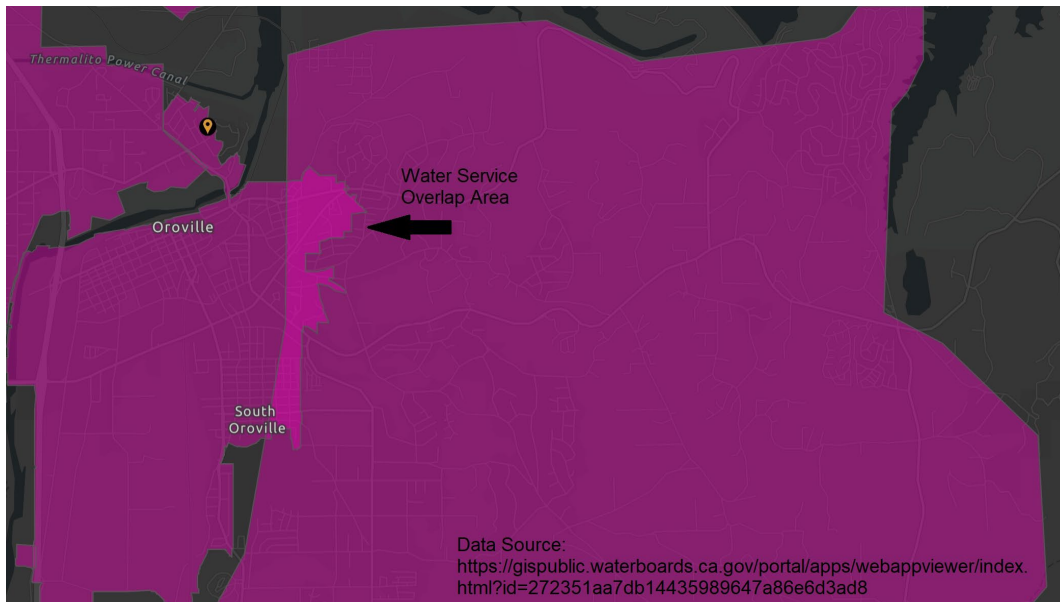 Thermalito Power Canal
Water Service
Overlap Area
Oroville
South
Oroville
Data Source:
https://gispublic.waterboards.ca.gov/portal/apps/webappviewer/index.
html?id=272351aa7db14435989647a86e6d3ad8